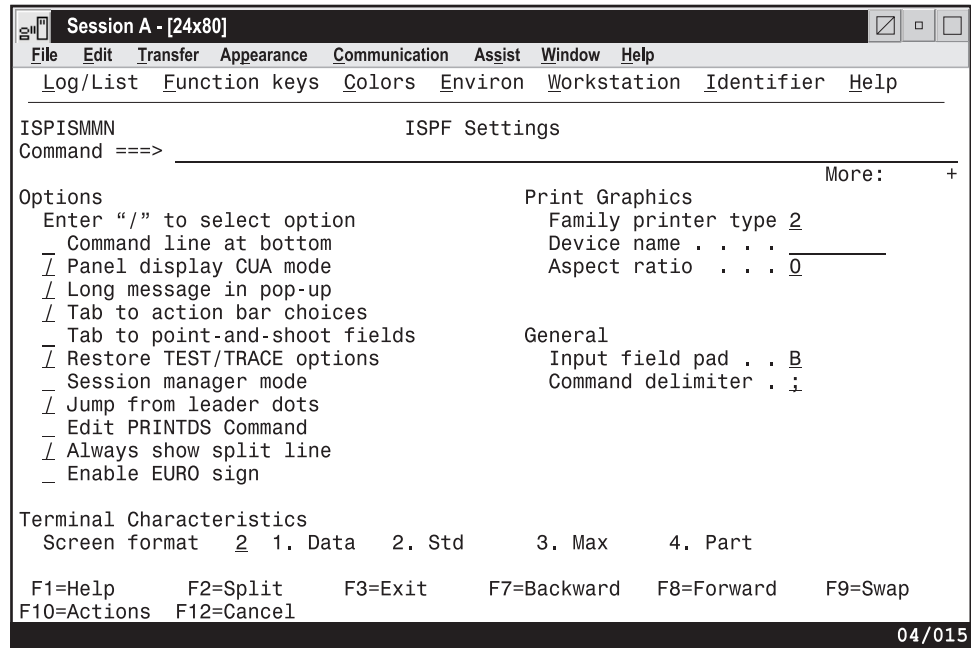 Session A - [24x80]
File Edit Transfer Appearance Communication Assist Window Help
Log/List Function keys Colors Environ Workstation Identifier Help
ISPISMMN ISPF Settings
Command ===>
More: +
Options Print Graphics
Enter “/” to select option Family printer type 2
_ Command line at bottom Device name . . . .
/ Panel display CUA mode Aspect ratio . . . 0
/ Long message in pop-up
/ Tab to action bar choices
_ Tab to point-and-shoot fields General
/ Restore TEST/TRACE options Input field pad . . B
_ Session manager mode Command delimiter . ;
/ Jump from leader dots
_ Edit PRINTDS Command
/ Always show split line
_ Enable EURO sign
Terminal Characteristics
Screen format 2 1. Data 2. Std 3. Max 4. Part
F1=Help F2=Split F3=Exit F7=Backward F8=Forward F9=Swap
F10=Actions F12=Cancel
04/015